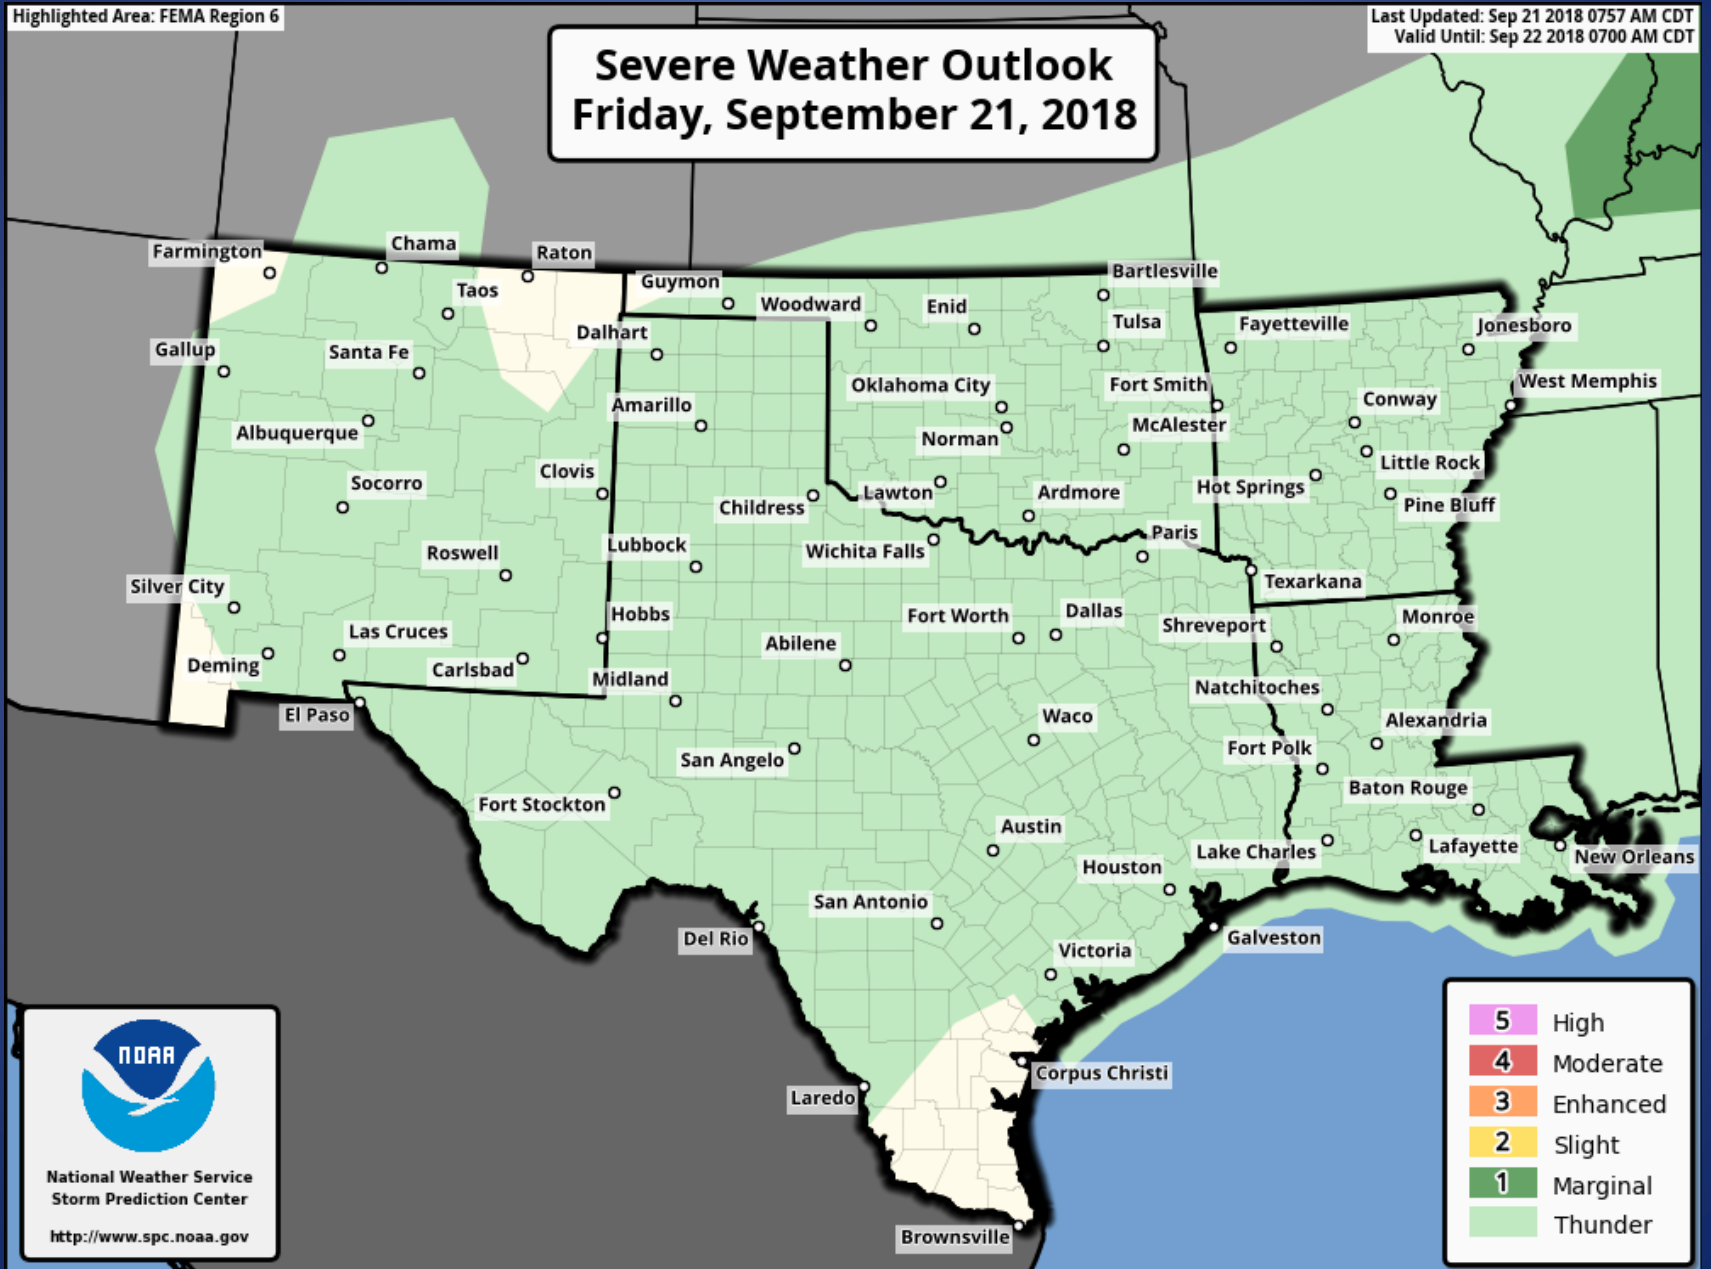 Highlighted Area: FEMA Region 6
Last Updated: Sep 21 2018 0757 AM CDT
Valid Until: Sep 22 2018 0700 AM CDT
Severe Weather Outlook
Friday, September 21, 2018
Farmington
Chama
Raton
Taos
Guymon
Woodward
Enid
Bartlesville
Tulsa
Fayetteville
Jonesboro
Gallup
Santa Fe
Dalhart
Oklahoma City
Fort Smith
West Memphis
Conway
Albuquerque
Amarillo
Norman
McAlester
Little Rock
Socorro
Clovis
Childress
Lawton
Ardmore
Hot Springs
Pine Bluff
Roswell
Lubbock
Wichita Falls
Paris
Texarkana
Silver City
Las Cruces
Hobbs
Fort Worth
Dallas
Shreveport
Monroe
Deming
Carlsbad
Midland
Abilene
Natchitoches
El Paso
San Angelo
Waco
Fort Polk
Alexandria
Fort Stockton
Baton Rouge
Austin
Houston
Lake Charles
Lafayette
New Orleans
San Antonio
Del Rio
Victoria
Galveston
Laredo
Corpus Christi
Brownsville
NOAA
National Weather Service
Storm Prediction Center
http://www.spc.noaa.gov
5 High
4 Moderate
3 Enhanced
2 Slight
1 Marginal
Thunder